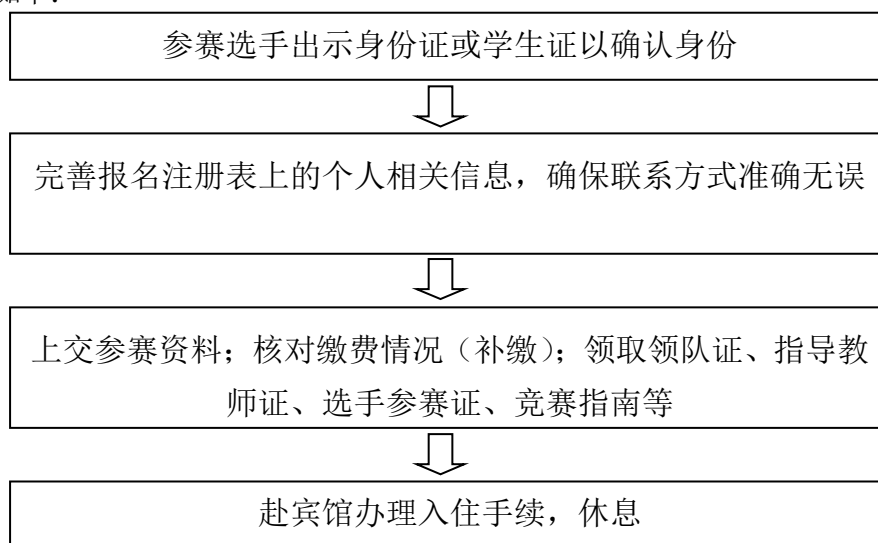 参赛选手出示身份证或学生证以确认身份
完善报名注册表上的个人相关信息，确保联系方式准确无误
上交参赛资料；核对缴费情况（补缴）；领取领队证、指导教
师证、选手参赛证、竞赛指南等
赴宾馆办理入住手续，休息